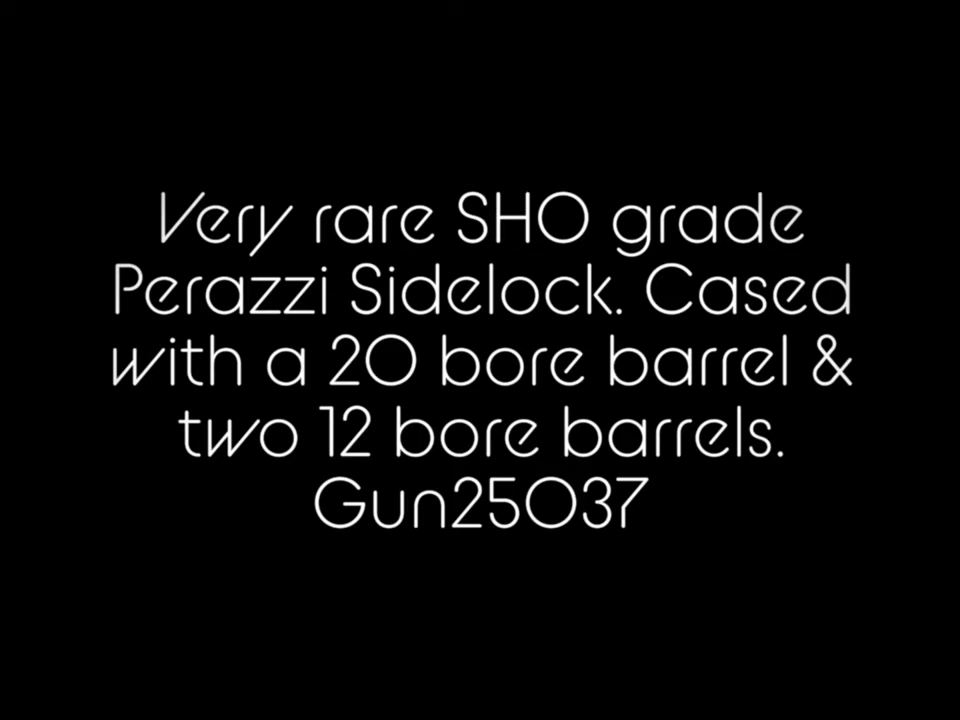 Very rare SHO grade
Perazzi Sidelock. Cased
with a 20 bore barrel &
two 12 bore barrels.
Gun25037